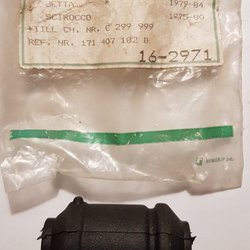 JETTA 1979-84
SCIROCCO 1975-80
*TILL CH. NR. C 299 999
REF. NR. 171 407 182 D
16-2971